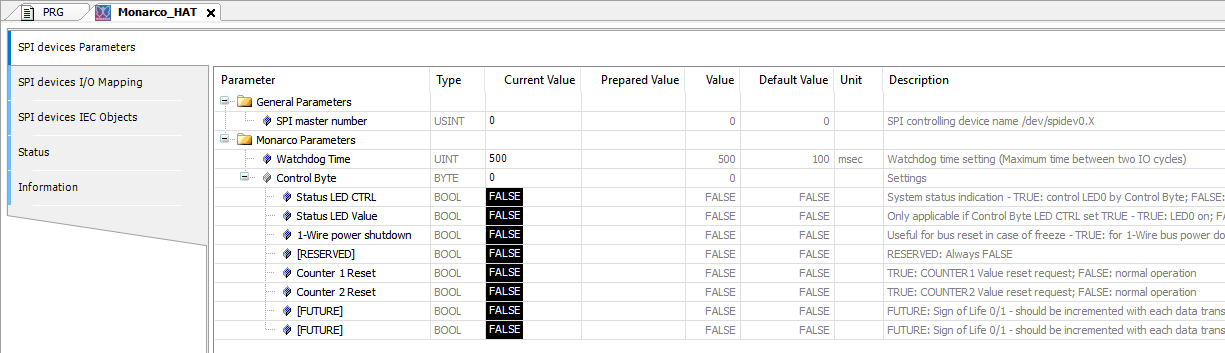 PRG Monarco_HAT
SPI devices Parameters
SPI devices I/O Mapping
SPI devices IEC Objects
Status
Information
Parameter Type Current Value Prepared Value Value Default Value Unit Description
General Parameters
SPI master number USINT 0 0 0 SPI controlling device name /dev/spidev0.X
Monarco Parameters
Watchdog Time UINT 500 500 100 msec Watchdog time setting (Maximum time between two IO cycles)
Control Byte BYTE 0 0 Settings
Status LED CTRL BOOL FALSE FALSE FALSE System status indication - TRUE: control LED0 by Control Byte; FALSE:
Status LED Value BOOL FALSE FALSE FALSE Only applicable if Control Byte LED CTRL set TRUE - TRUE: LED0 on; FA
1-Wire power shutdown BOOL FALSE FALSE FALSE Useful for bus reset in case of freeze - TRUE: for 1-Wire bus power do
[RESERVED] BOOL FALSE FALSE FALSE RESERVED: Always FALSE
Counter 1 Reset BOOL FALSE FALSE FALSE TRUE: COUNTER1 Value reset request; FALSE: normal operation
Counter 2 Reset BOOL FALSE FALSE FALSE TRUE: COUNTER2 Value reset request; FALSE: normal operation
[FUTURE] BOOL FALSE FALSE FALSE FUTURE: Sign of Life 0/1 - should be incremented with each data trans
[FUTURE] BOOL FALSE FALSE FALSE FUTURE: Sign of Life 0/1 - should be incremented with each data trans